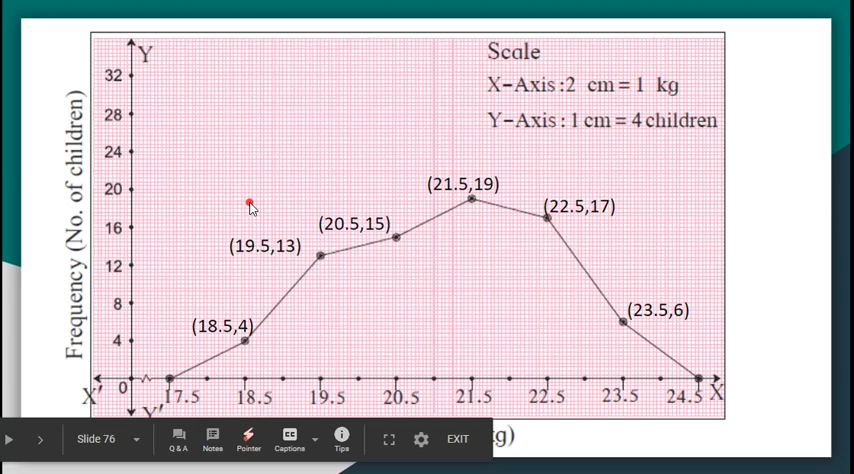 Y
Scale
X-Axis :2 cm = 1 kg
Y-Axis : 1 cm = 4 children
Frequency (No. of children)
32
28
24
20
16
12
8
4
0
(21.5,19)
(22.5,17)
(20.5,15)
(19.5,13)
(18.5,4)
(23.5,6)
X'
17.5 18.5 19.5 20.5 21.5 22.5 23.5 24.5
X
Y'
kg)
Slide 76
Q & A
Notes
Pointer
Captions
Tips
EXIT